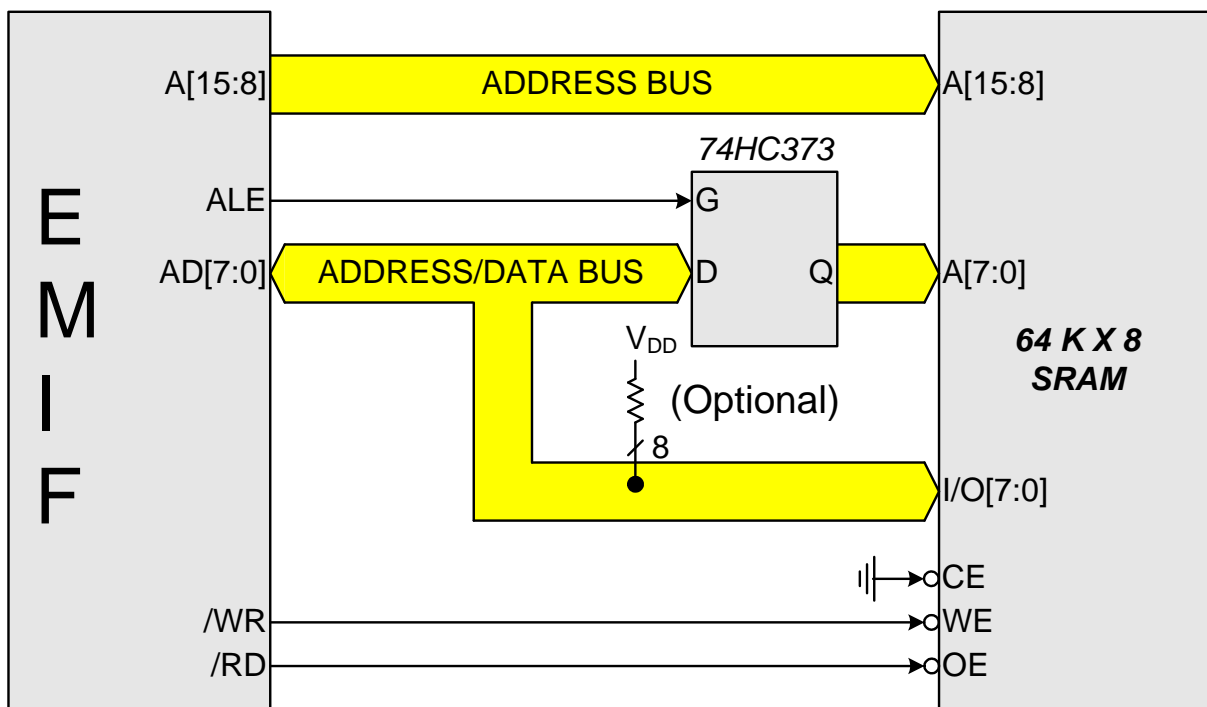 A[15:8] ADDRESS BUS A[15:8]
74HC373
ALE G
AD[7:0] ADDRESS/DATA BUS D Q A[7:0]
E
M
I
F
VDD
(Optional)
8
64 K X 8
SRAM
I/O[7:0]
CE
/WR WE
/RD OE